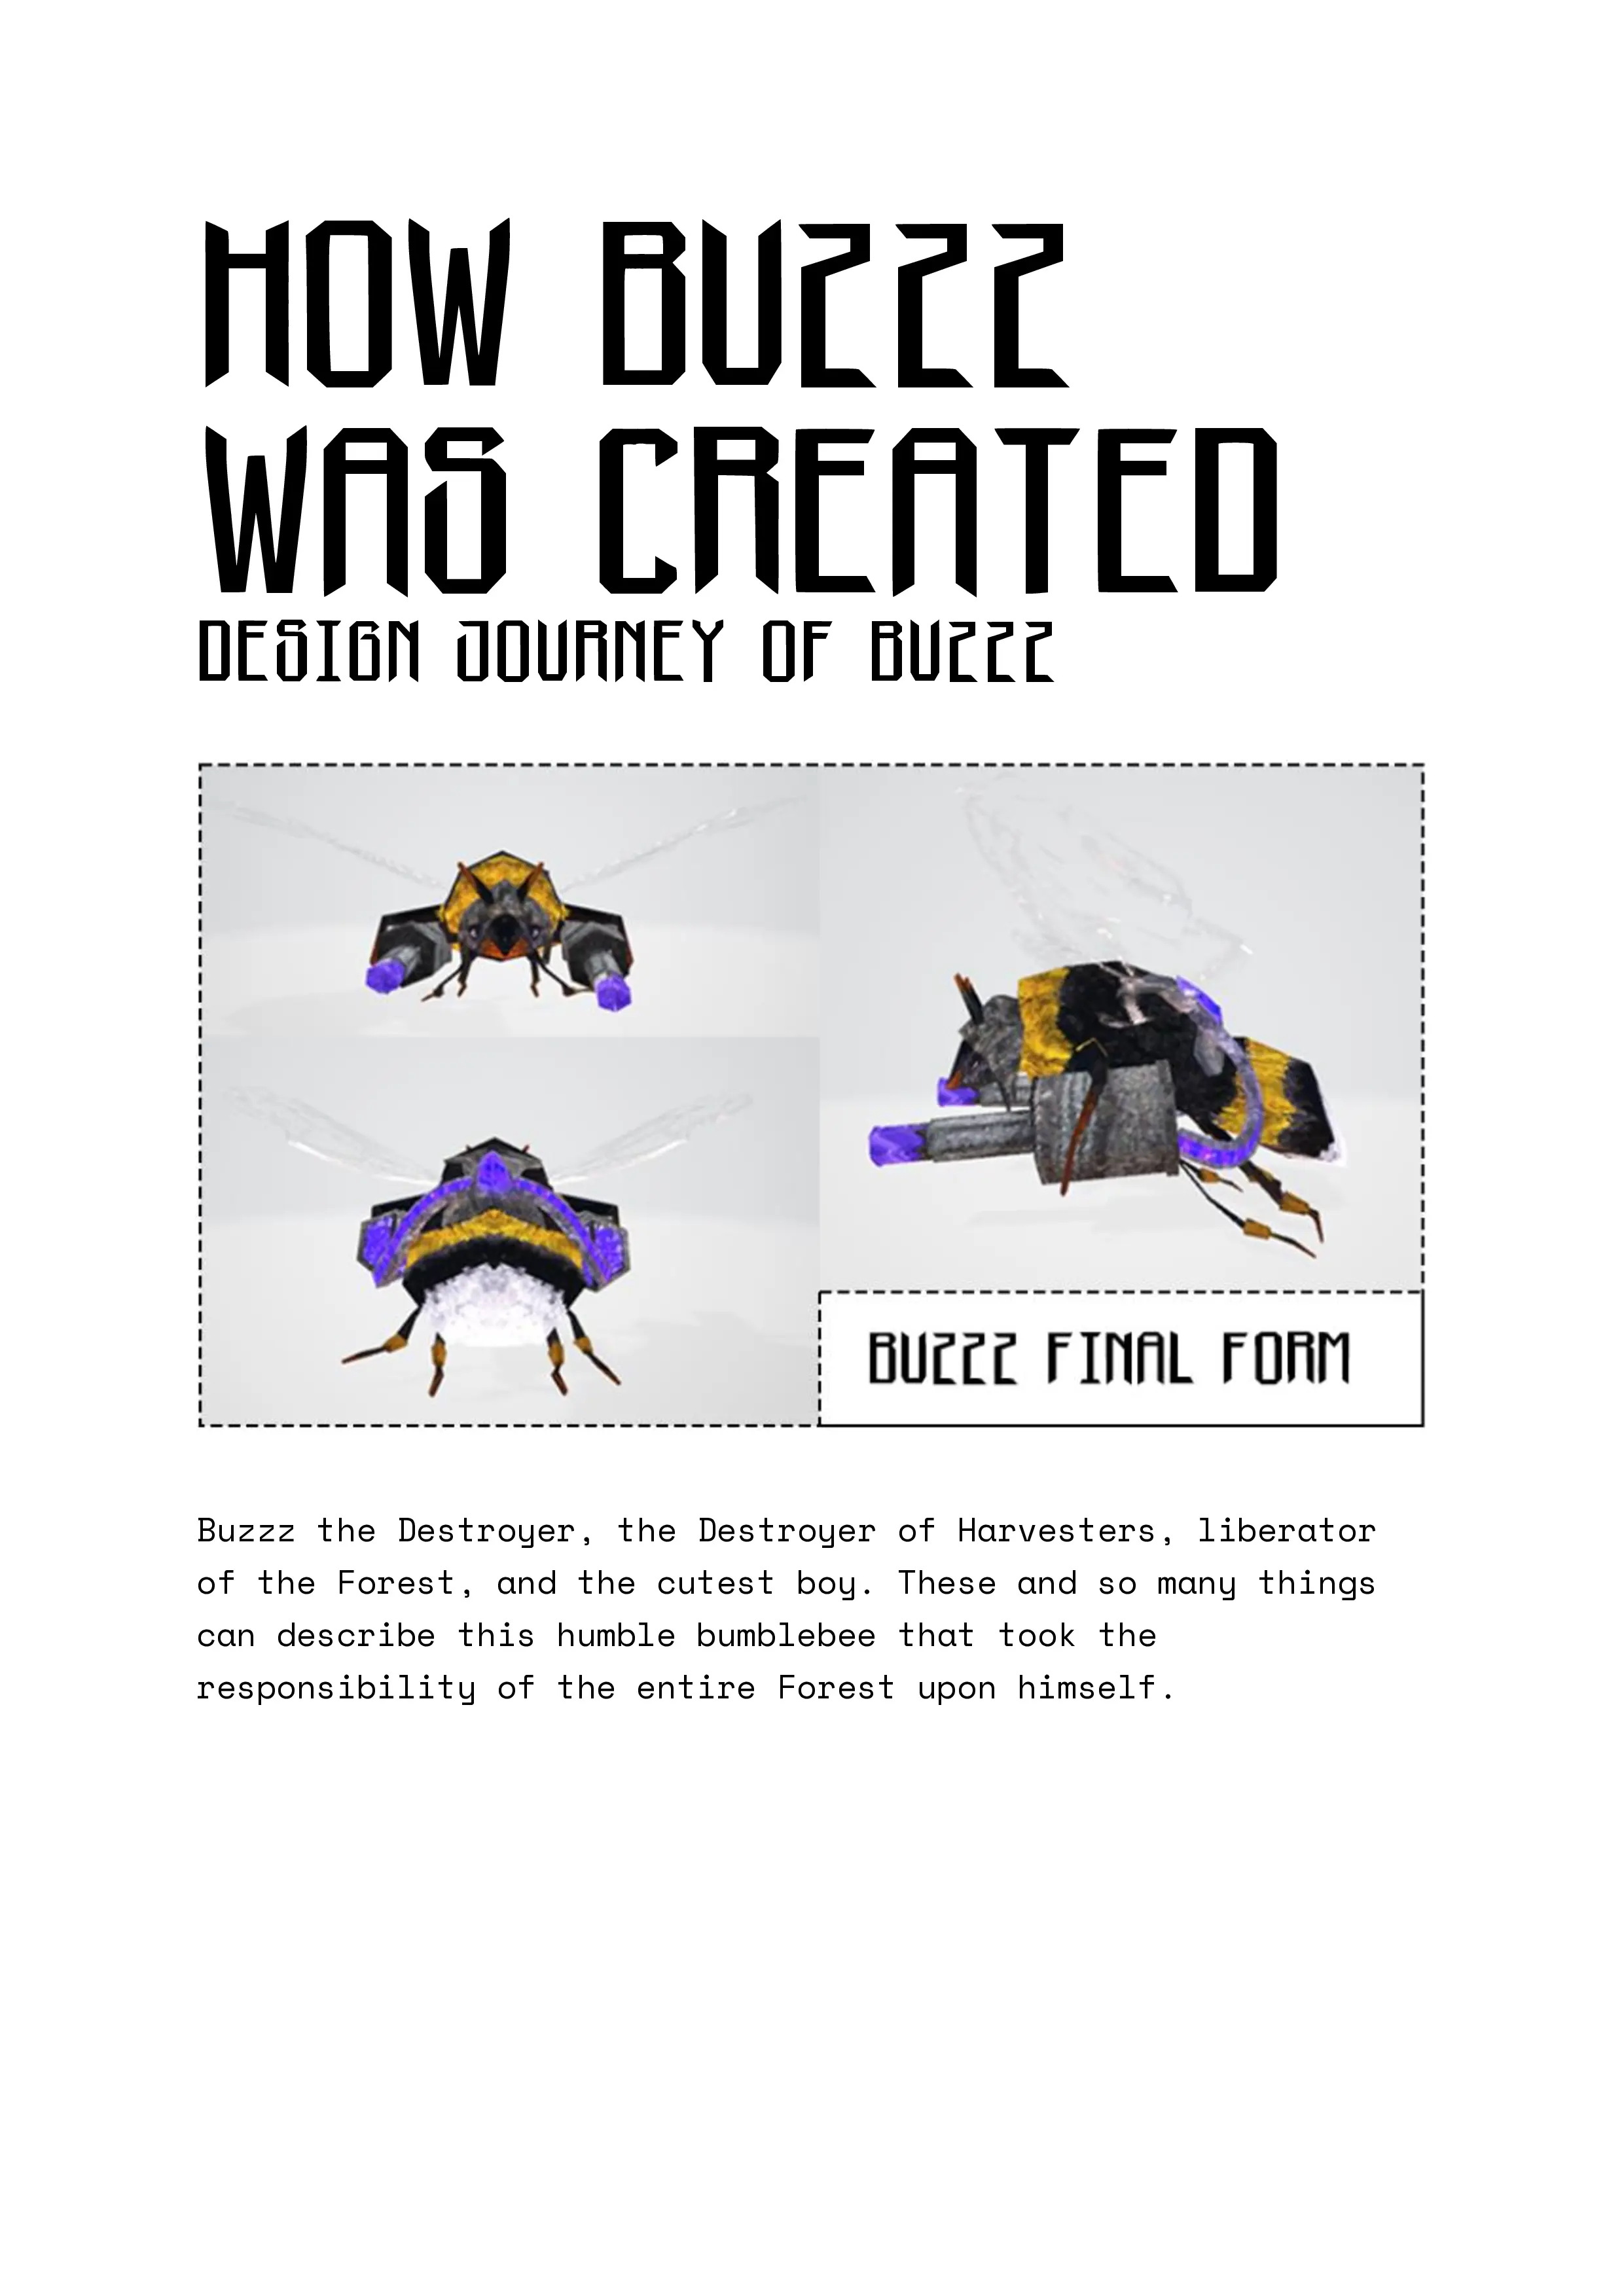 HOW BUZZZ
WAS CREATED
DESIGN JOURNEY OF BUZZZ
BUZZZ FINAL FORM
Buzzz the Destroyer, the Destroyer of Harvesters, liberator
of the Forest, and the cutest boy. These and so many things
can describe this humble bumblebee that took the
responsibility of the entire Forest upon himself.